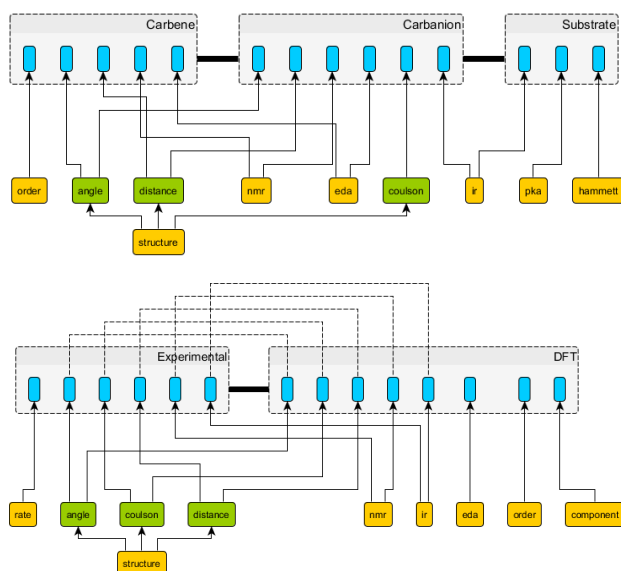 Carbene Carbanion Substrate
order angle distance nmr eda coulson ir pka hammett
structure
Experimental DFT
rate angle coulson distance nmr ir eda order component
structure